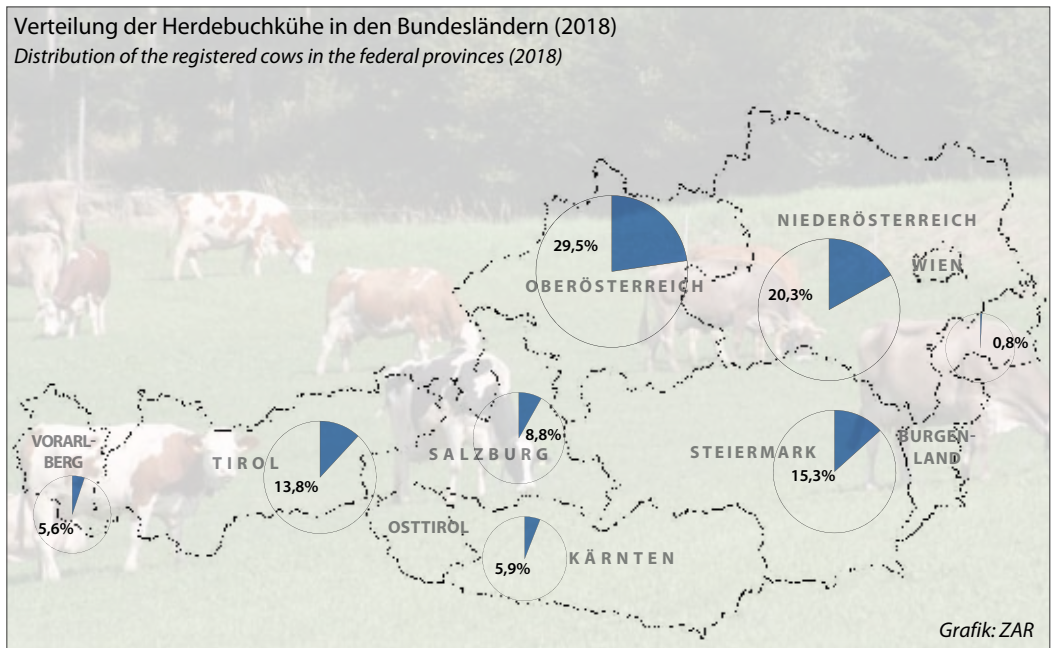 Verteilung der Herdebuchkühe in den Bundesländern (2018)
Distribution of the registered cows in the federal provinces (2018)
NIEDERÖSTERREICH
29,5%
WIEN
OBERÖSTERREICH
20,3%
0,8%
VORARL-
BERG
5,6%
TIROL
13,8%
8,8%
SALZBURG
STEIERMARK
15,3%
BURGEN-
LAND
OSTTIROL
5,9%
KÄRNTEN
Grafik: ZAR